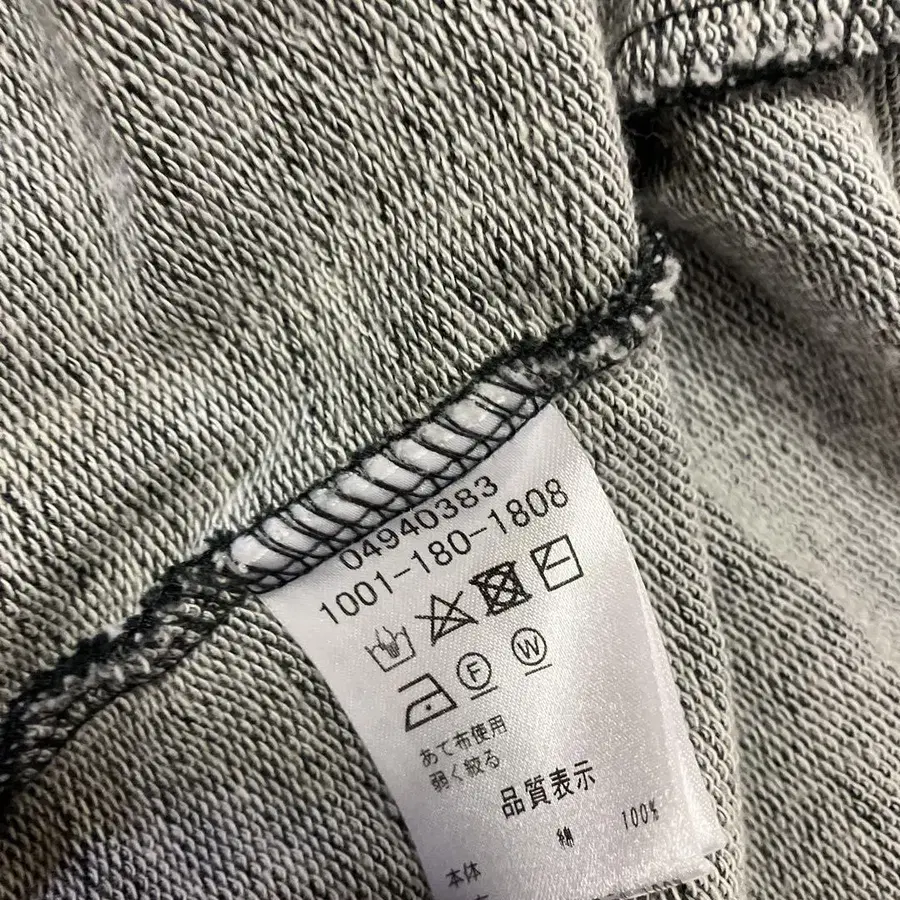 04940383
1001-180-1808
F W
あて布使用
弱く絞る
品質表示
綿 100%
本体